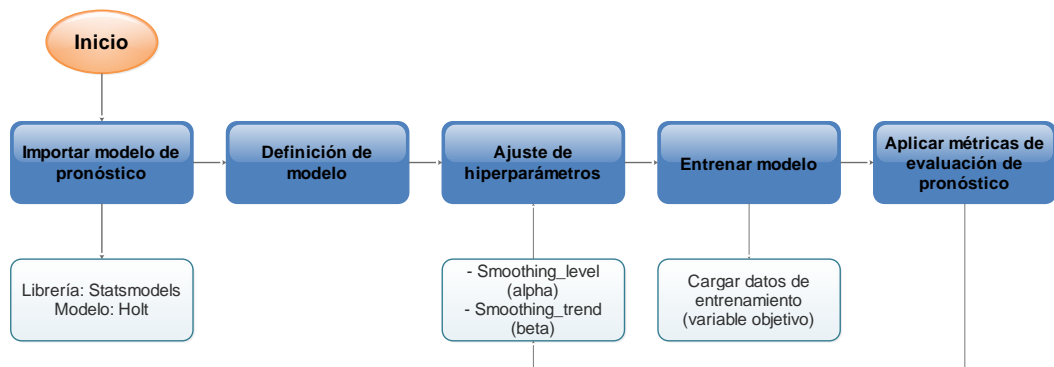 Inicio
Importar modelo de
pronóstico
Definición de
modelo
Ajuste de
hiperparámetros
Entrenar modelo
Aplicar métricas de
evaluación de
pronóstico
Librería: Statsmodels
Modelo: Holt
- Smoothing_level
(alpha)
- Smoothing_trend
(beta)
Cargar datos de
entrenamiento
(variable objetivo)